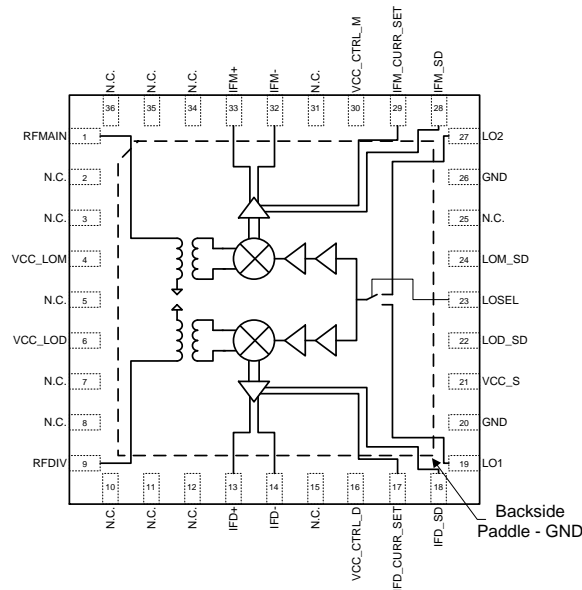 N.C.
N.C.
N.C.
IFM+
IFM-
N.C.
VCC_CTRL_M
IFM_CURR_SET
IFM_SD
36
35
34
33
32
31
30
29
28
RFMAIN 1
27 LO2
N.C. 2
26 GND
N.C. 3
25 N.C.
VCC_LOM 4
24 LOM_SD
N.C. 5
23 LOSEL
VCC_LOD 6
22 LOD_SD
N.C. 7
21 VCC_S
N.C. 8
20 GND
RFDIV 9
19 LO1
10
11
12
13
14
15
16
17
18
N.C.
N.C.
N.C.
IFD+
IFD-
N.C.
VCC_CTRL_D
IFD_CURR_SET
IFD_SD
Backside
Paddle - GND